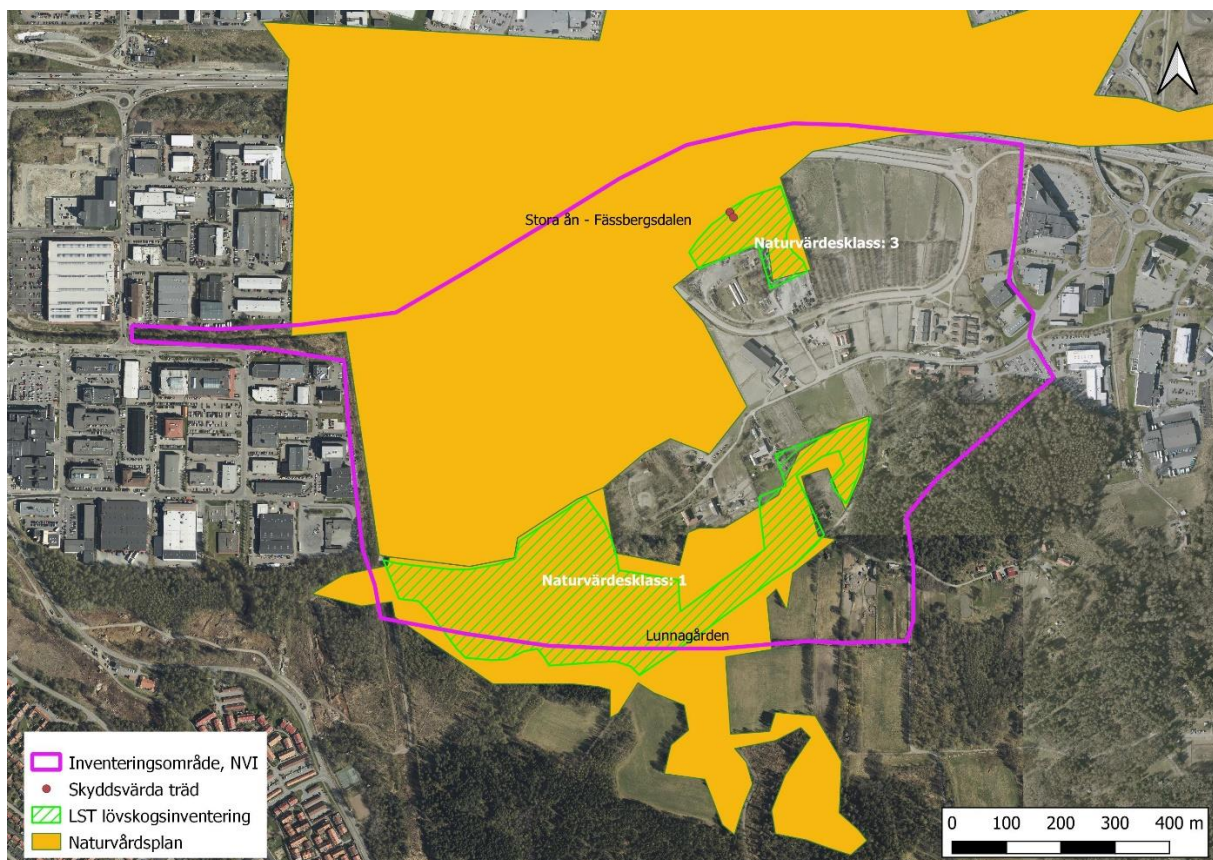 Stora ån - Fässbergsdalen
Naturvärdesklass: 3
Naturvärdesklass: 1
Lunnagården
Inventeringsområde, NVI
Skyddsvärda träd
LST lövskogsinventering
Naturvårdsplan
0 100 200 300 400 m